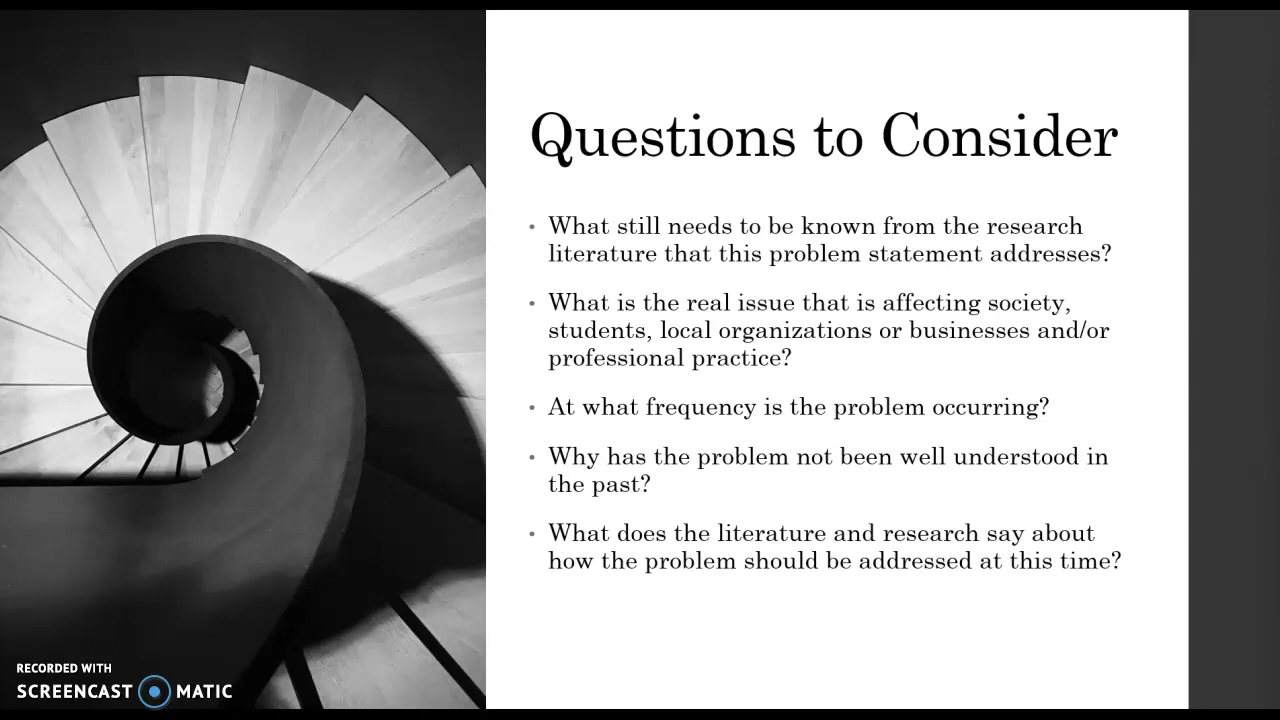 Questions to Consider
• What still needs to be known from the research
literature that this problem statement addresses?
• What is the real issue that is affecting society,
students, local organizations or businesses and/or
professional practice?
• At what frequency is the problem occurring?
• Why has the problem not been well understood in
the past?
• What does the literature and research say about
how the problem should be addressed at this time?
RECORDED WITH
SCREENCAST MATIC